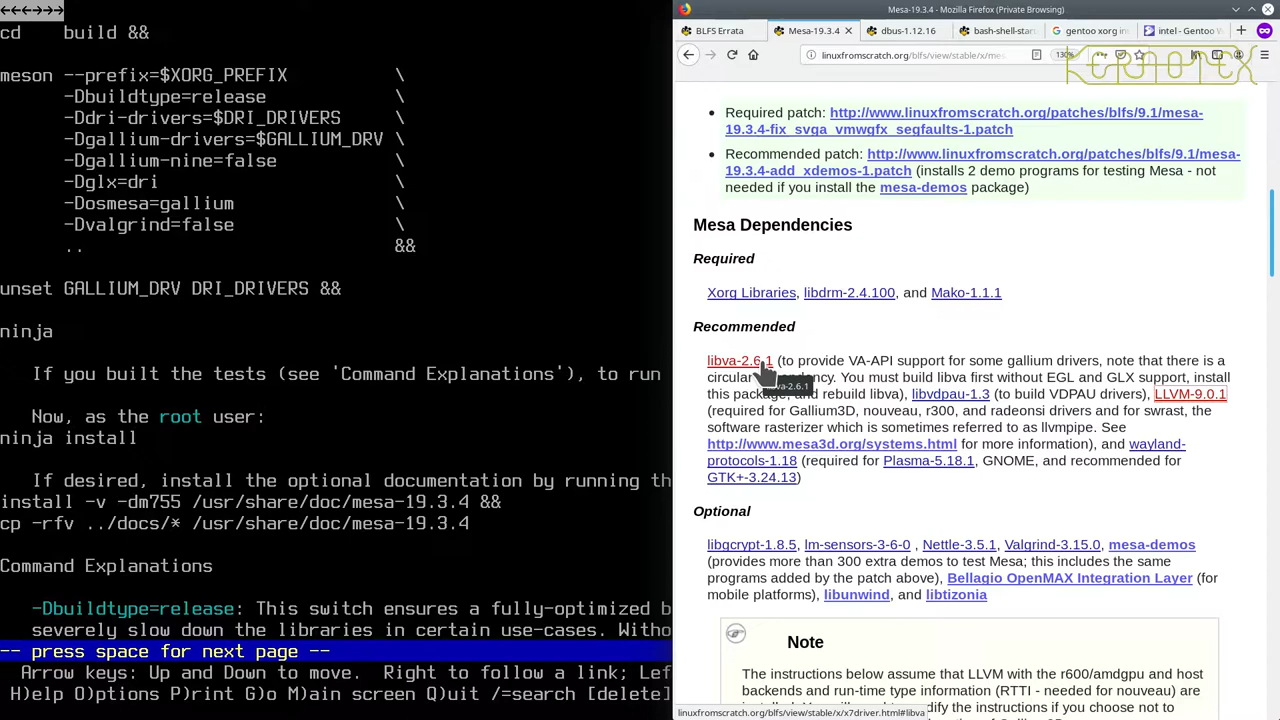 ←←←→→→
cd    build &&
meson --prefix=$XORG_PREFIX          \
-Dbuildtype=release            \
-Ddri-drivers=$DRI_DRIVERS     \
-Dgallium-drivers=$GALLIUM_DRV \
-Dgallium-nine=false           \
-Dglx=dri                      \
-Dosmesa=gallium               \
-Dvalgrind=false               \
..                             &&
unset GALLIUM_DRV DRI_DRIVERS &&
ninja
If you built the tests (see 'Command Explanations'), to run
Now, as the root user:
ninja install
If desired, install the optional documentation by running th
install -v -dm755 /usr/share/doc/mesa-19.3.4 &&
cp -rfv ../docs/* /usr/share/doc/mesa-19.3.4
Command Explanations
-Dbuildtype=release: This switch ensures a fully-optimized b
severely slow down the libraries in certain use-cases. Witho
-- press space for next page --
Arrow keys: Up and Down to move.  Right to follow a link; Lef
H)elp O)ptions P)rint G)o M)ain screen Q)uit /=search [delete]
Mesa-19.3.4 - Mozilla Firefox (Private Browsing)
BLFS Errata
Mesa-19.3.4
dbus-1.12.16
bash-shell-star
gentoo xorg in
intel - Gentoo W
linuxfromscratch.org/blfs/view/stable/x/mes
130%
Required patch: http://www.linuxfromscratch.org/patches/blfs/9.1/mesa-
19.3.4-fix_svga_vmwgfx_segfaults-1.patch
Recommended patch: http://www.linuxfromscratch.org/patches/blfs/9.1/mesa-
19.3.4-add_xdemos-1.patch (installs 2 demo programs for testing Mesa - not
needed if you install the mesa-demos package)
Mesa Dependencies
Required
Xorg Libraries, libdrm-2.4.100, and Mako-1.1.1
Recommended
libva-2.6.1 (to provide VA-API support for some gallium drivers, note that there is a
circular dependency. You must build libva first without EGL and GLX support, install
this package, and rebuild libva), libvdpau-1.3 (to build VDPAU drivers), LLVM-9.0.1
(required for Gallium3D, nouveau, r300, and radeonsi drivers and for swrast, the
software rasterizer which is sometimes referred to as llvmpipe. See
http://www.mesa3d.org/systems.html for more information), and wayland-
protocols-1.18 (required for Plasma-5.18.1, GNOME, and recommended for
GTK+-3.24.13)
Optional
libgcrypt-1.8.5, lm-sensors-3-6-0 , Nettle-3.5.1, Valgrind-3.15.0, mesa-demos
(provides more than 300 extra demos to test Mesa; this includes the same
programs added by the patch above), Bellagio OpenMAX Integration Layer (for
mobile platforms), libunwind, and libtizonia
Note
The instructions below assume that LLVM with the r600/amdgpu and host
backends and run-time type information (RTTI - needed for nouveau) are
linuxfromscratch.org/blfs/view/stable/x/x7driver.html#libva